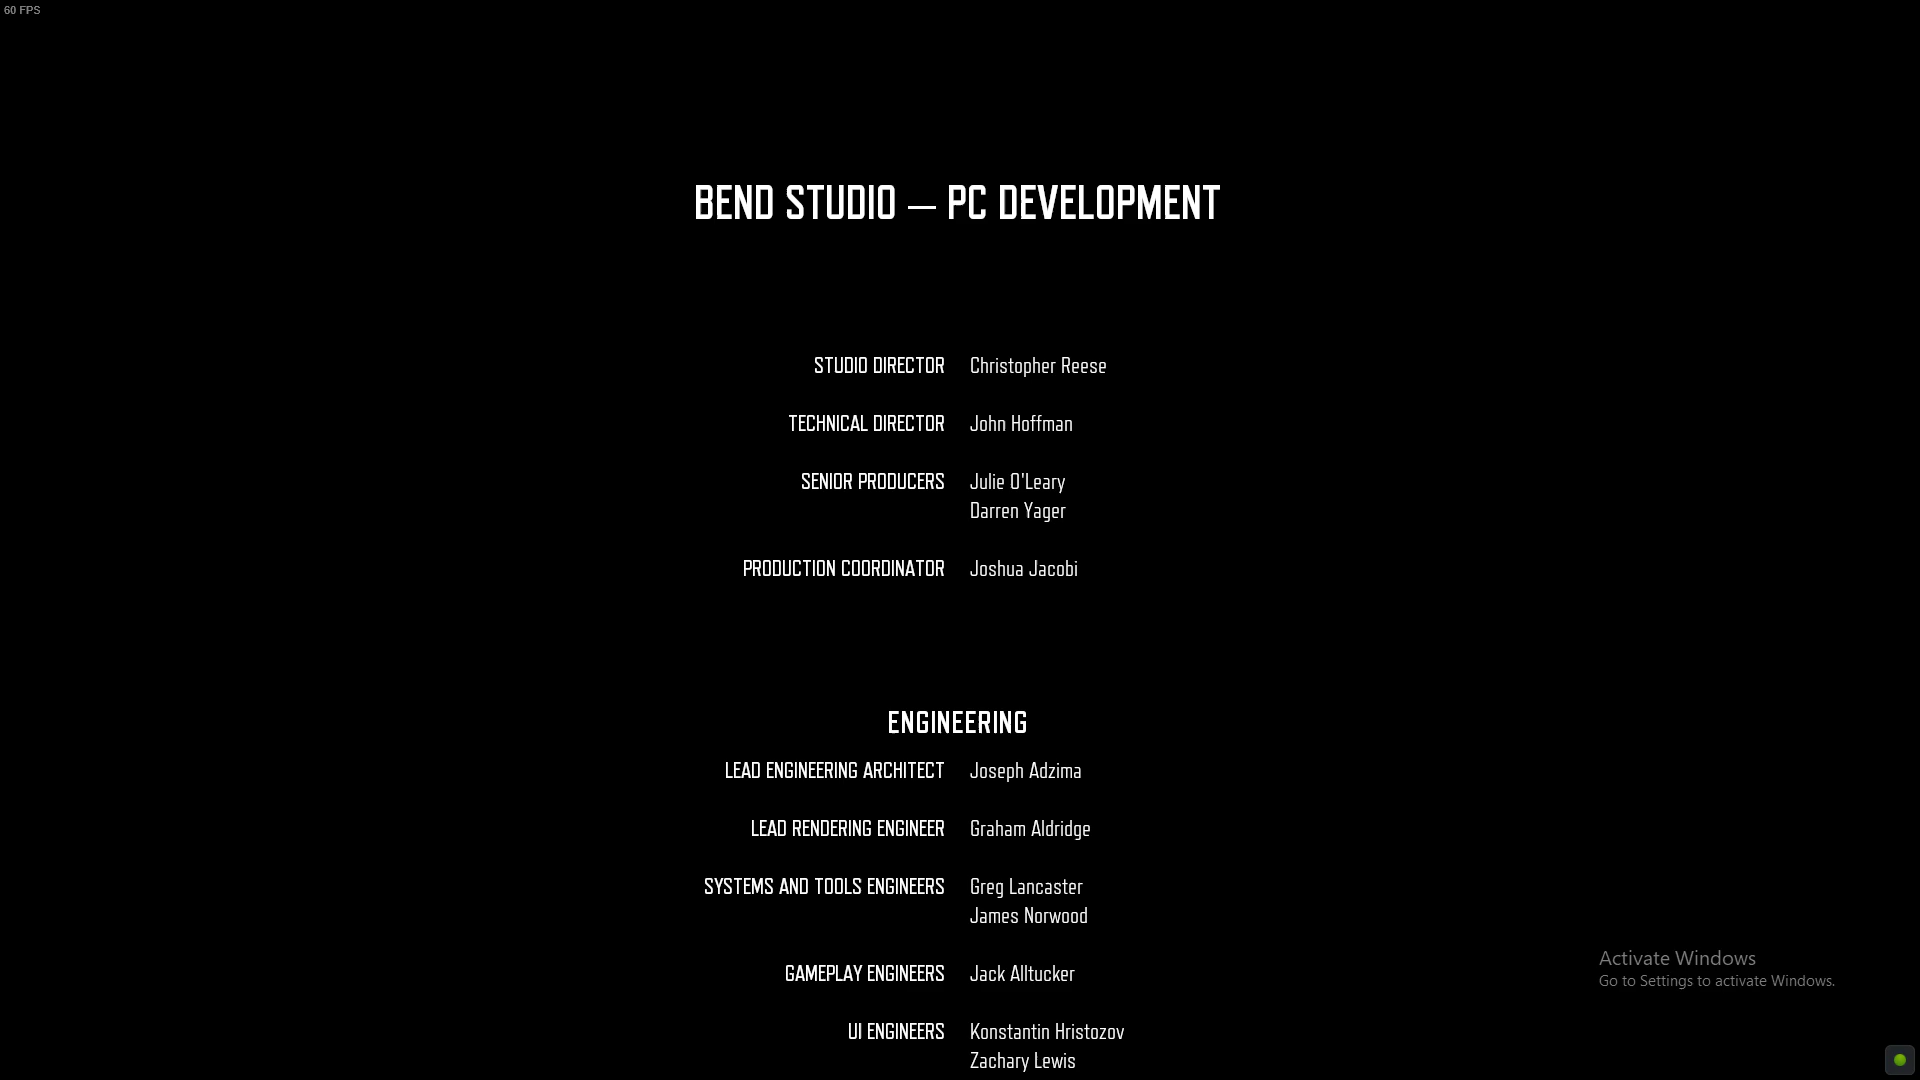 60 FPS
BEND STUDIO — PC DEVELOPMENT
STUDIO DIRECTOR Christopher Reese
TECHNICAL DIRECTOR John Hoffman
SENIOR PRODUCERS Julie O'Leary
Darren Yager
PRODUCTION COORDINATOR Joshua Jacobi
ENGINEERING
LEAD ENGINEERING ARCHITECT Joseph Adzima
LEAD RENDERING ENGINEER Graham Aldridge
SYSTEMS AND TOOLS ENGINEERS Greg Lancaster
James Norwood
GAMEPLAY ENGINEERS Jack Alltucker
UI ENGINEERS Konstantin Hristozov
Zachary Lewis
Activate Windows
Go to Settings to activate Windows.